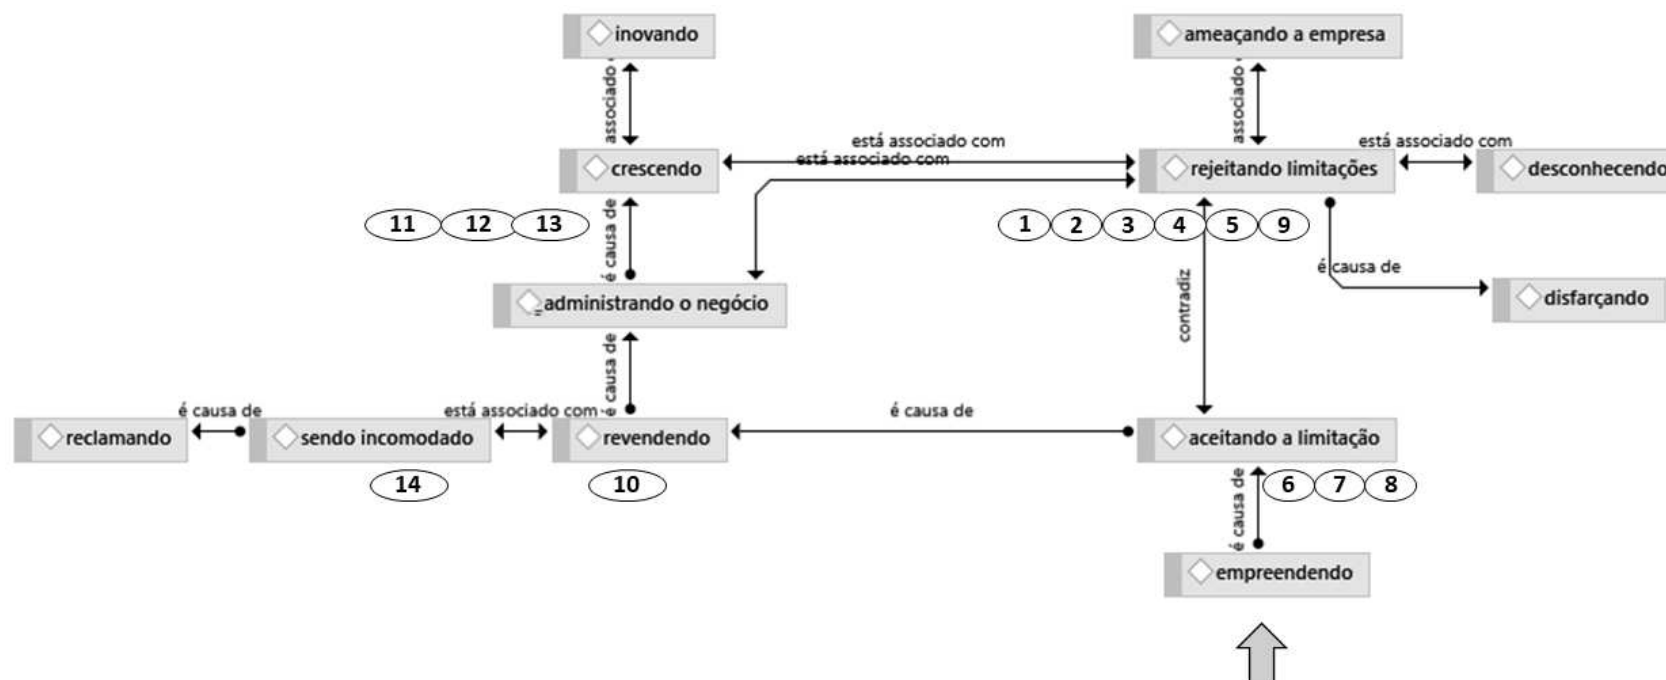 inovando
ameaçando a empresa
associado
associado
está associado com
está associado com
está associado com
crescendo
rejeitando limitações
desconhecendo
11 12 13
1 2 3 4 5 9
é causa de
é causa de
contradiz
administrando o negócio
disfarçando
é causa de
é causa de
está associado com
é causa de
reclamando
sendo incomodado
revendendo
aceitando a limitação
14
10
6 7 8
é causa de
empreendendo